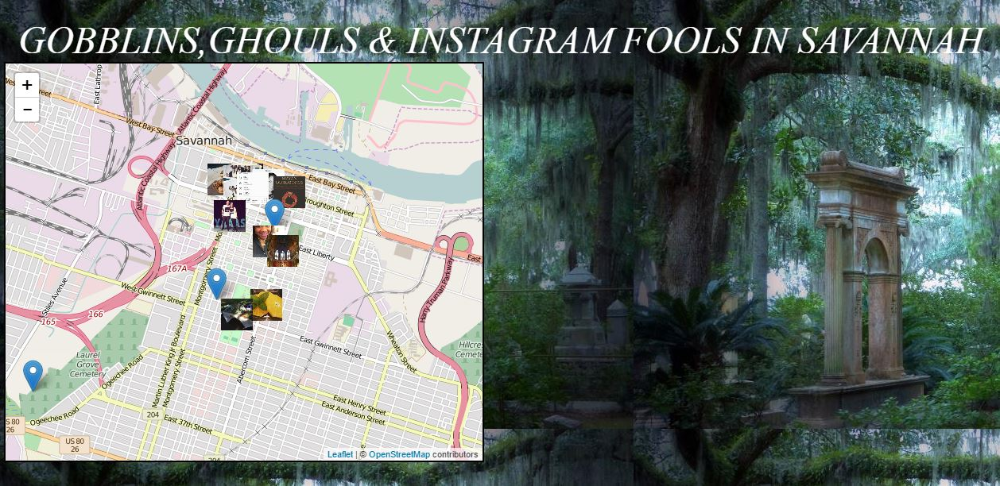 GOBBLINS,GHOULS & INSTAGRAM FOOLS IN SAVANNAH
+
-
East Lathrop
Atlantic Coastal Highway
West Bay Street
Savannah
Atlantic Coastal Highway
East Bay Street
roughton Street
YAAAS
East Liberty
East
Harry Truman Parkway
167A
Montgomery Street
West Gwinnett Street
Stiles Avenue
166
165
Laurel
Grove
Cemetery
Ogeechee Road
Martin Luther King Jr Boulevard
Montgomery Street
Abercorn Street
East Gwinnett Street
Wheaton Street
Hillcres
Cemete
East Henry Street
East Anderson Street
Ogeechee Road
204
East 37th Street
US 80
26
S 80
26
204
Leaflet | © OpenStreetMap contributors